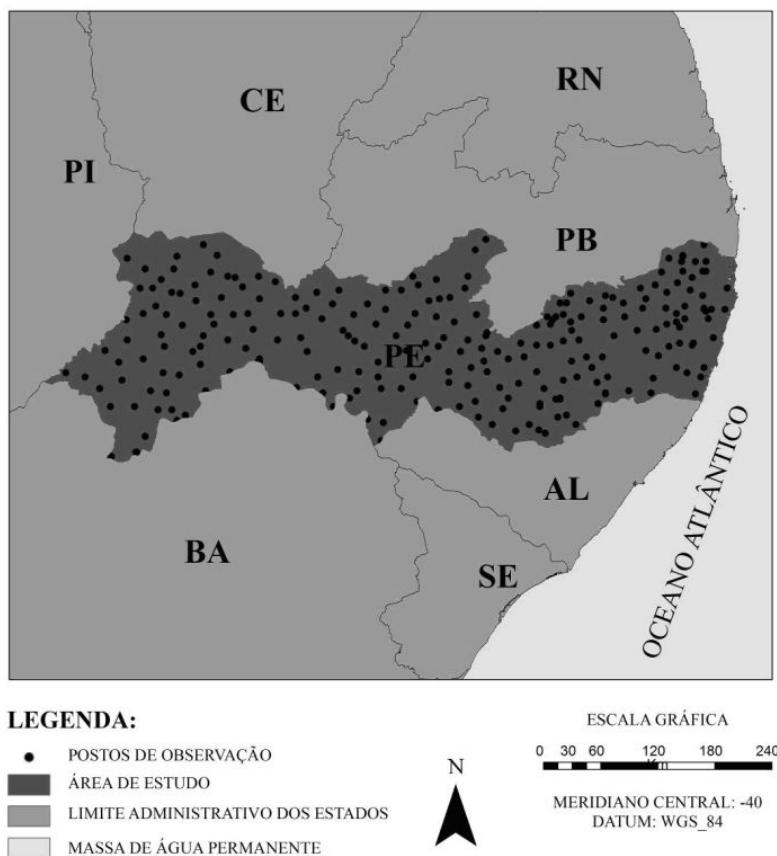 CE
RN
PI
PB
PE
AL
BA
SE
OCEANO ATLÂNTICO
LEGENDA:
POSTOS DE OBSERVAÇÃO
ÁREA DE ESTUDO
LIMITE ADMINISTRATIVO DOS ESTADOS
MASSA DE ÁGUA PERMANENTE
N
ESCALA GRÁFICA
0 30 60 120 180 240
MERIDIANO CENTRAL: -40
DATUM: WGS_84